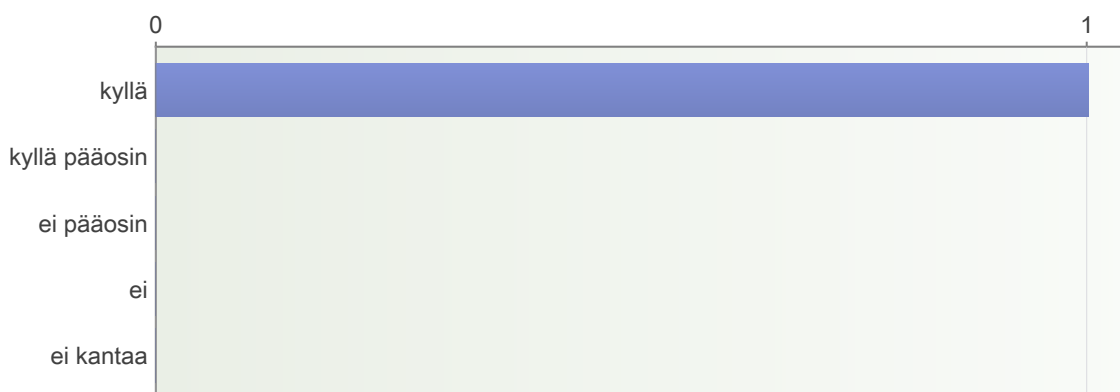 0 1
kyllä
kyllä pääosin
ei pääosin
ei
ei kantaa